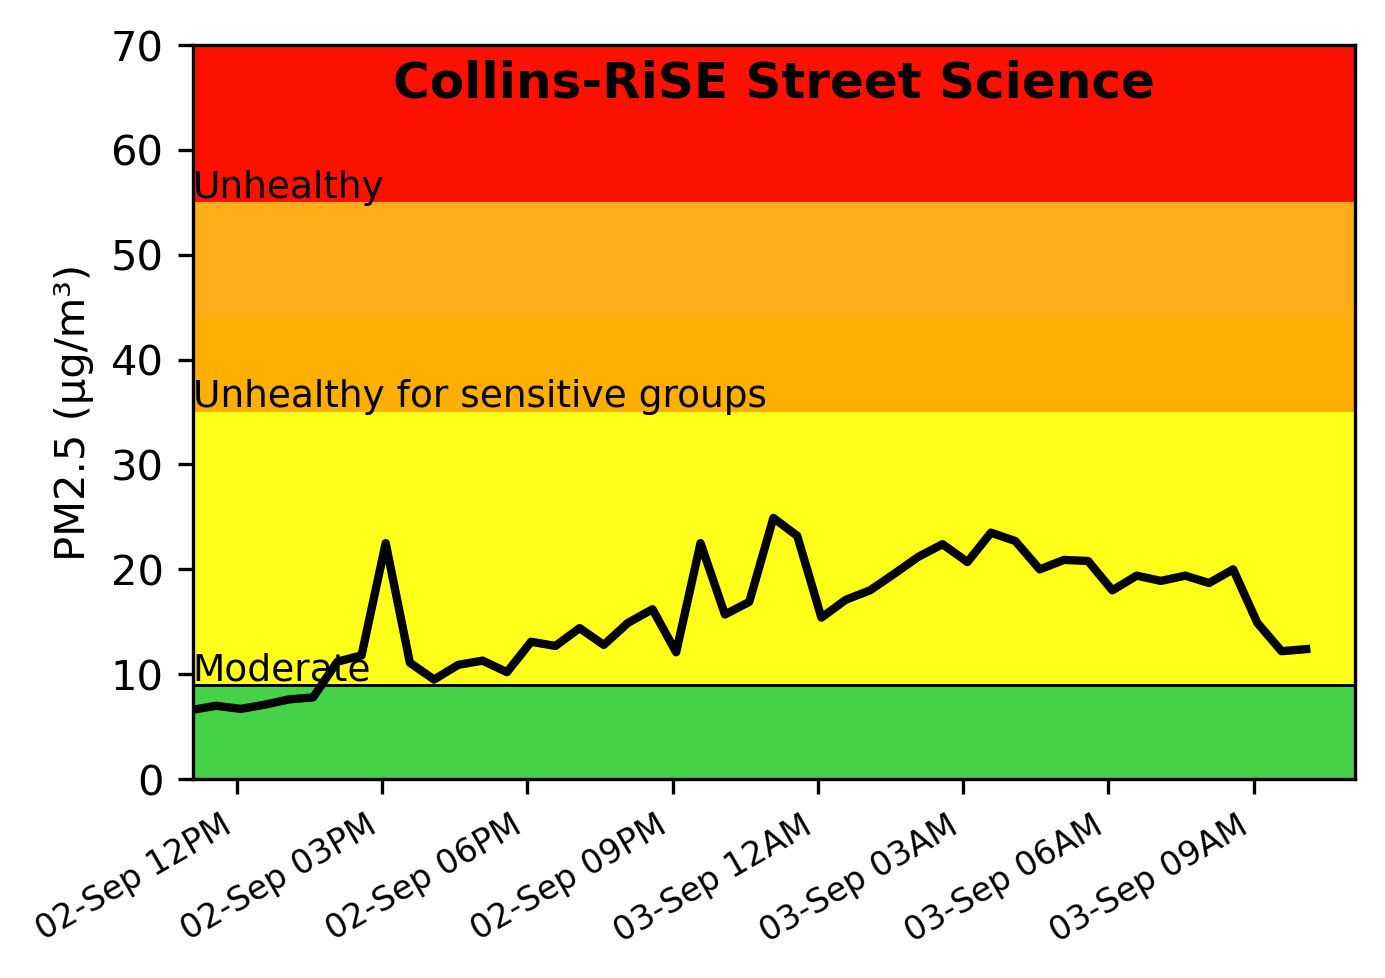 Collins-RiSE Street Science
PM2.5 (µg/m³)
70
60
50
40
30
20
10
0
Unhealthy
Unhealthy for sensitive groups
Moderate
02-Sep 12PM
02-Sep 03PM
02-Sep 06PM
02-Sep 09PM
03-Sep 12AM
03-Sep 03AM
03-Sep 06AM
03-Sep 09AM